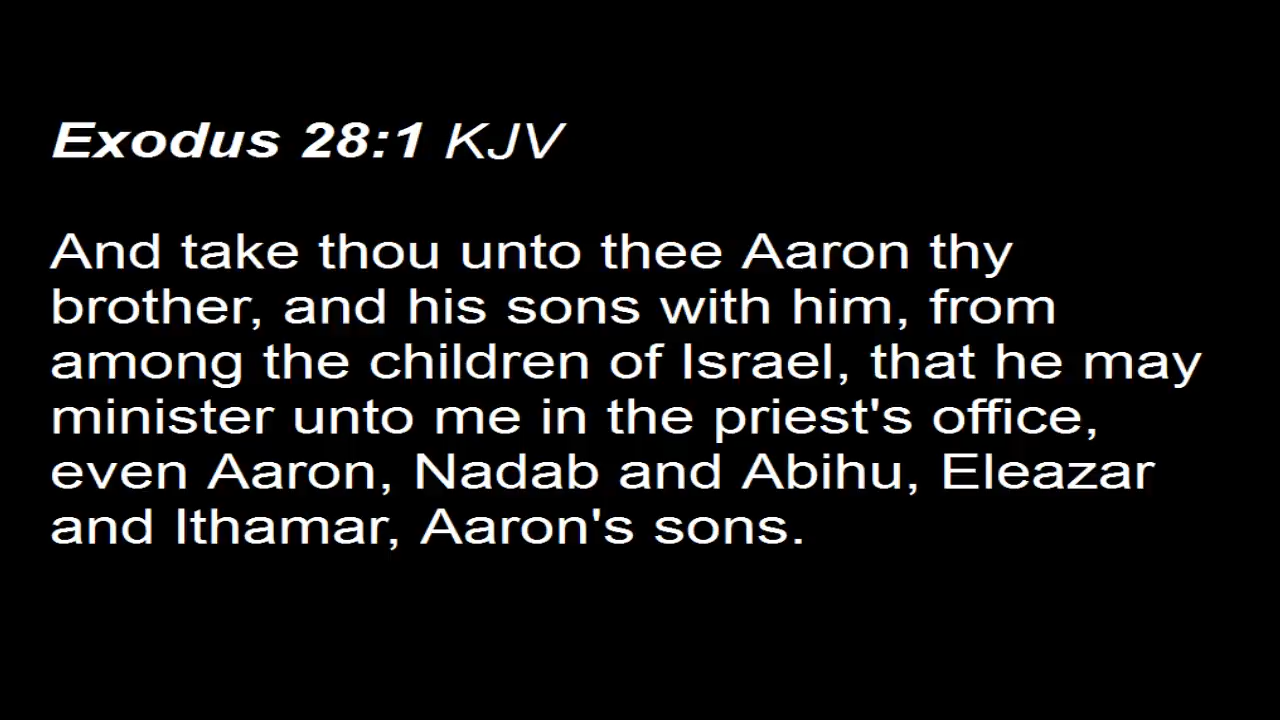 Exodus 28:1 KJV
And take thou unto thee Aaron thy
brother, and his sons with him, from
among the children of Israel, that he may
minister unto me in the priest's office,
even Aaron, Nadab and Abihu, Eleazar
and Ithamar, Aaron's sons.